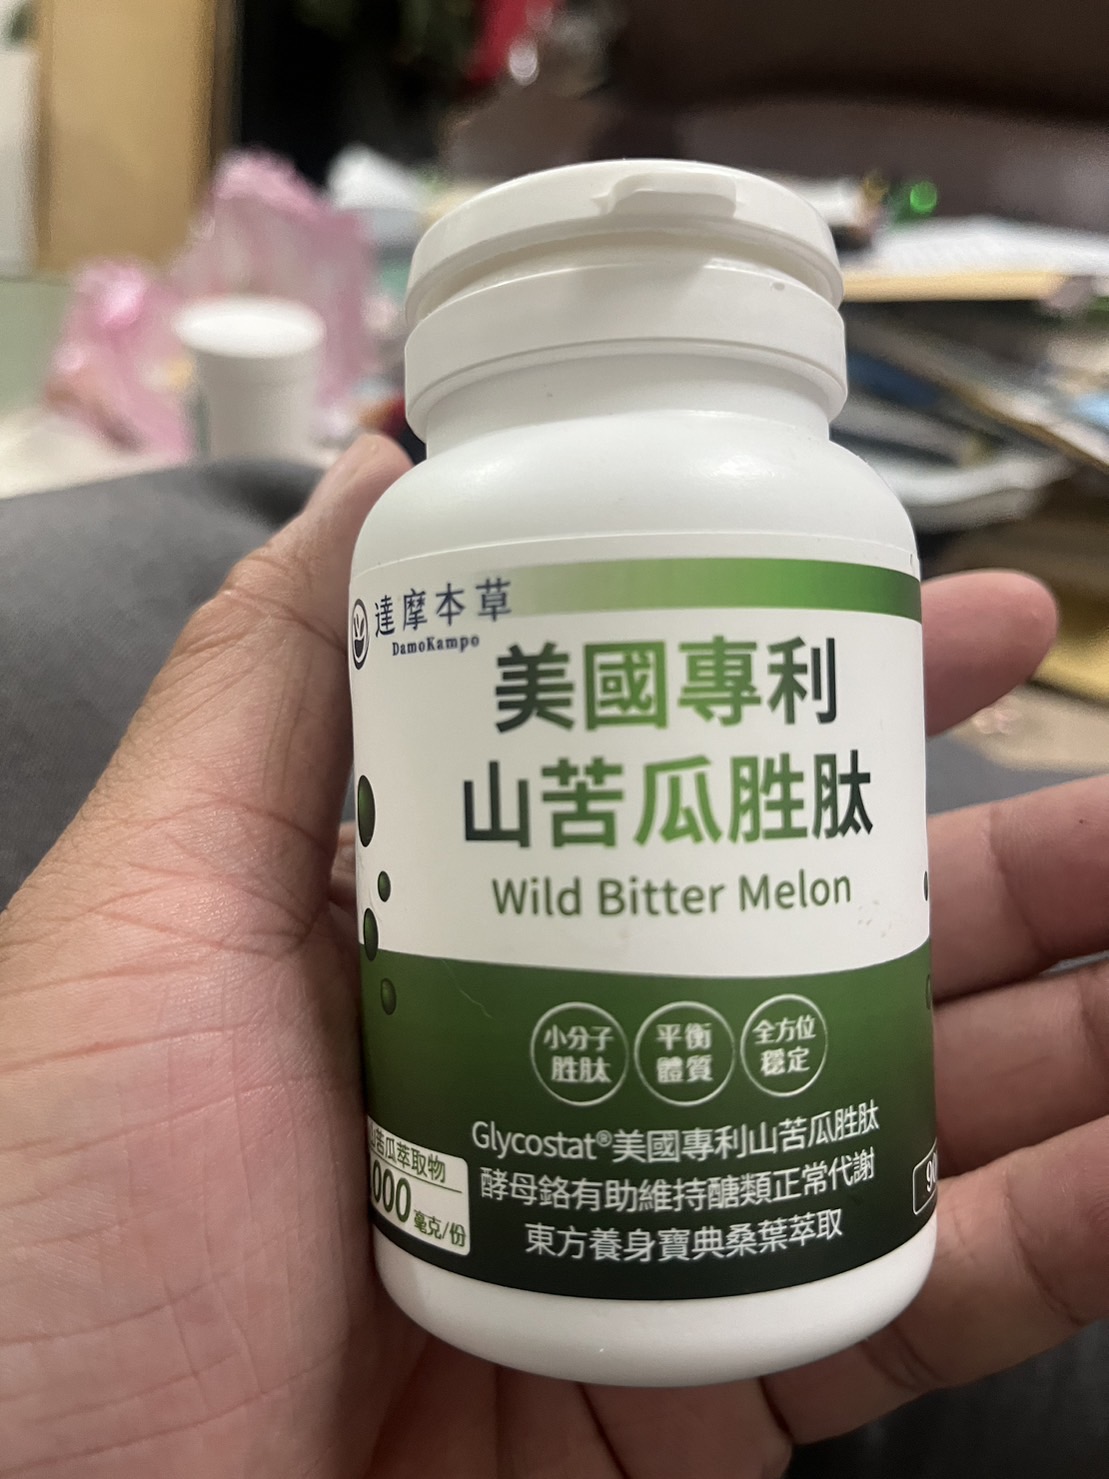 達摩本草
DamoKampo
美國專利
山苦瓜胜肽
Wild Bitter Melon
小分子
胜肽
平衡
體質
全方位
穩定
Glycostat®美國專利山苦瓜胜肽
酵母鉻有助維持醣類正常代謝
東方養身寶典桑葉萃取
山苦瓜萃取物
000
毫克/份
90